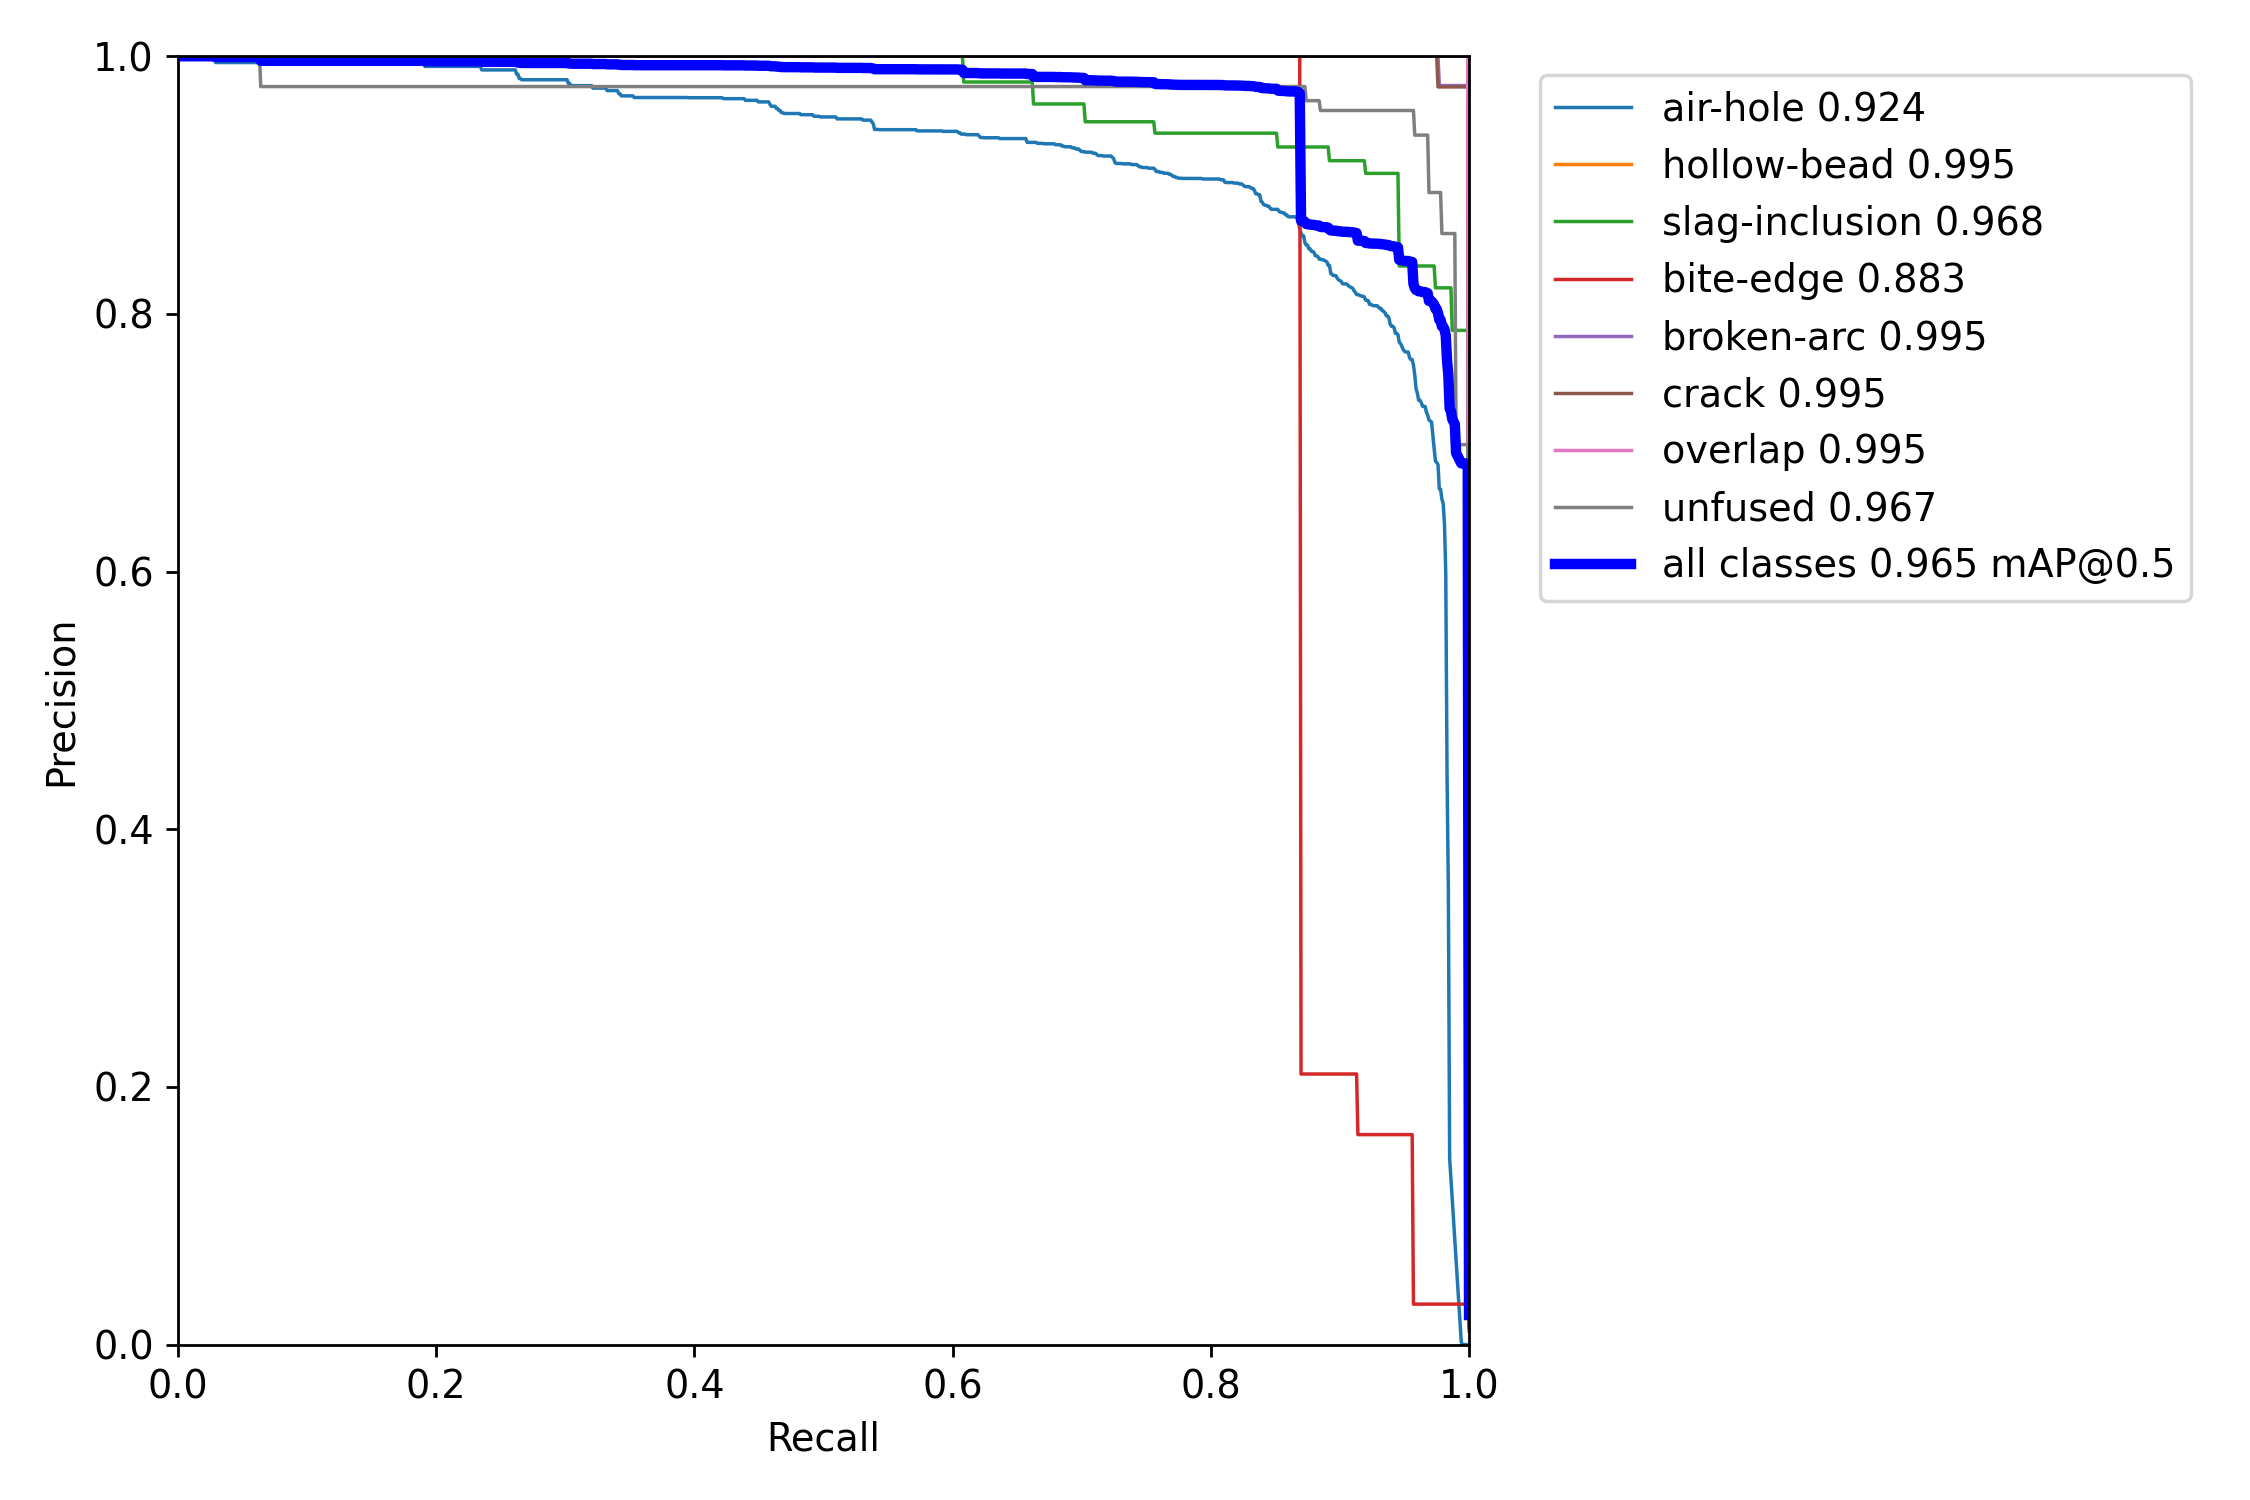 1.0
0.8
0.6
0.4
0.2
0.0
0.0 0.2 0.4 0.6 0.8 1.0
Recall
Precision
air-hole 0.924
hollow-bead 0.995
slag-inclusion 0.968
bite-edge 0.883
broken-arc 0.995
crack 0.995
overlap 0.995
unfused 0.967
all classes 0.965 mAP@0.5